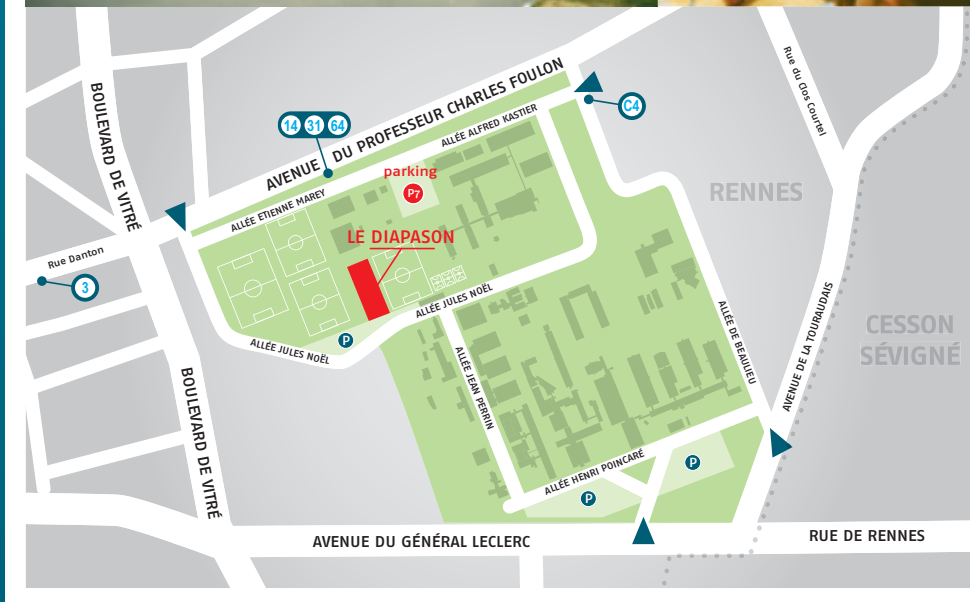 BOULEVARD DE VITRÉ
AVENUE DU PROFESSEUR CHARLES FOULON
Rue du Clos Courtel
14 31 64
C4
ALLÉE ALFRED KASTIER
parking
P7
ALLÉE ETIENNE MAREY
RENNES
LE DIAPASON
Rue Danton
3
ALLÉE JULES NOËL
P
ALLÉE JULES NOËL
ALLÉE DE BEAULIEU
AVENUE DE LA TOURAUDAIS
CESSON
SÉVIGNÉ
ALLÉE JEAN PERRIN
BOULEVARD DE VITRÉ
ALLÉE HENRI POINCARÉ
P
P
AVENUE DU GÉNÉRAL LECLERC
RUE DE RENNES